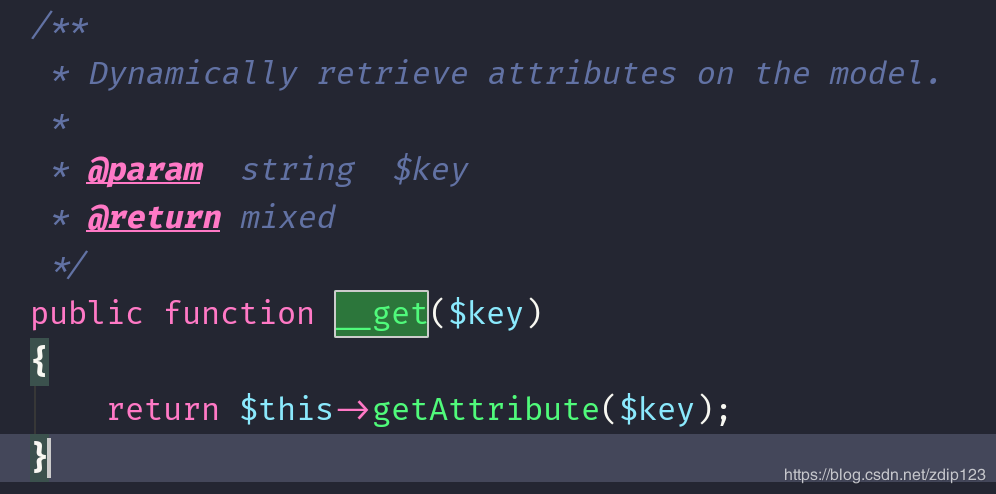 /**
 * Dynamically retrieve attributes on the model.
 *
 * @param  string  $key
 * @return mixed
 */
public function __get($key)
{
    return $this->getAttribute($key);
}
https://blog.csdn.net/zdip123